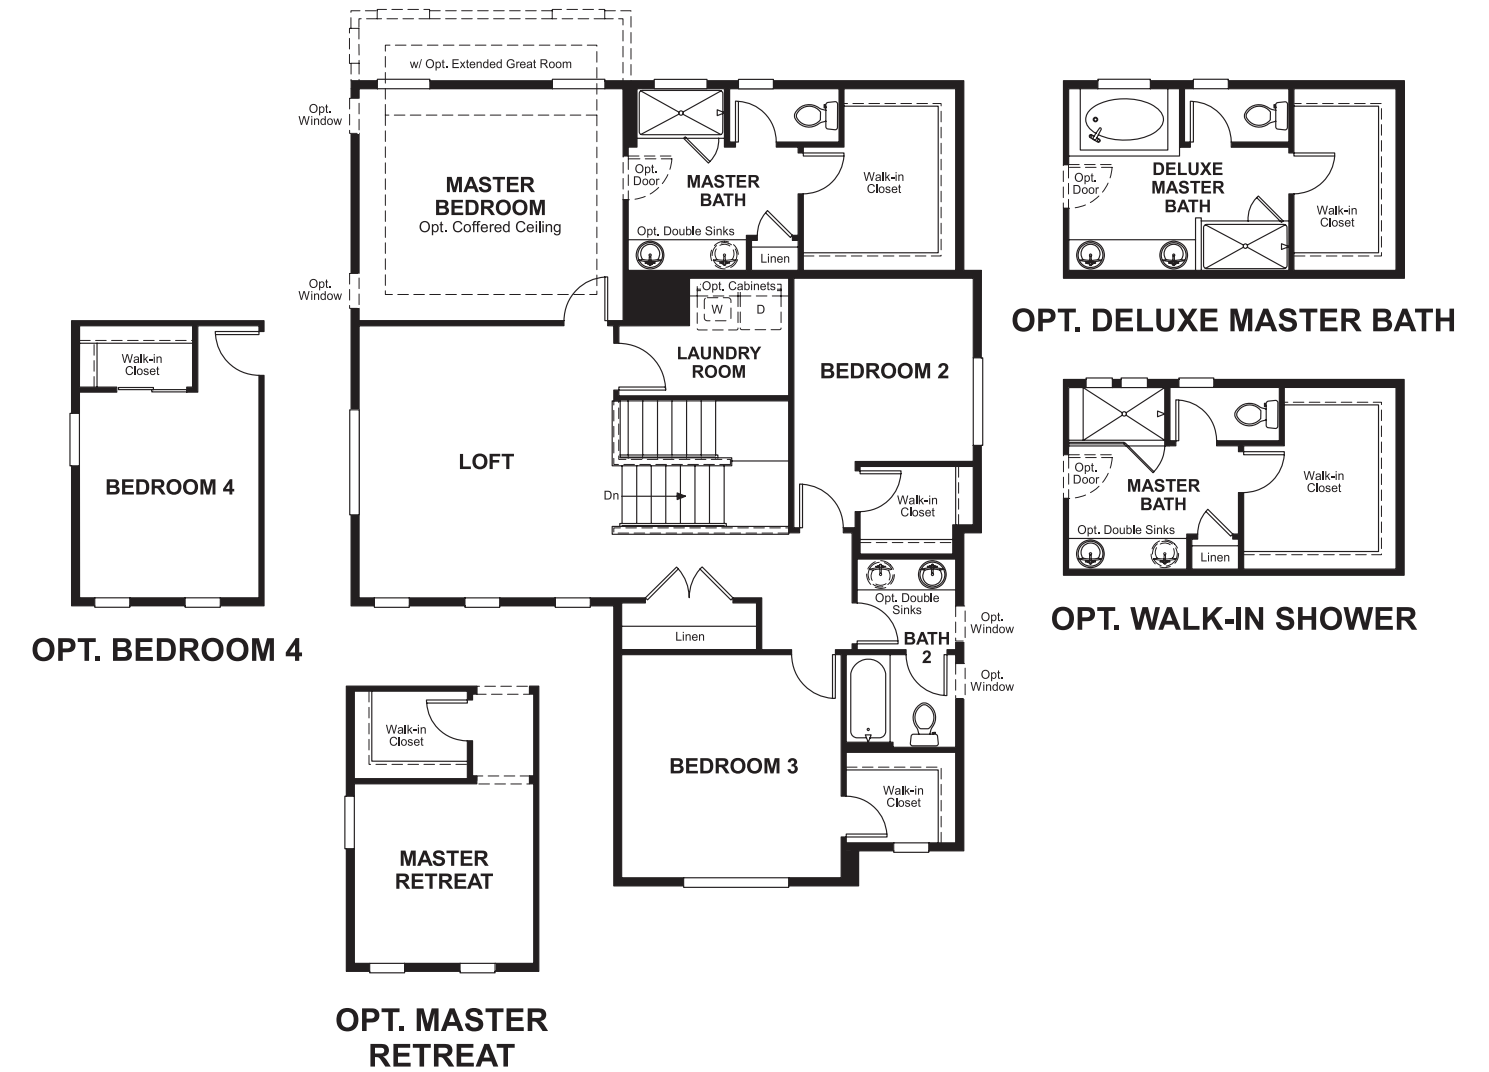 w/ Opt. Extended Great Room
Opt.
Window
MASTER
BEDROOM
Opt. Coffered Ceiling
Opt.
Window
Opt.
Door
MASTER
BATH
Opt. Double Sinks
Linen
Walk-in
Closet
Opt. Cabinets
W
D
LAUNDRY
ROOM
BEDROOM 2
LOFT
Dn
Walk-in
Closet
Opt. Double
Sinks
BATH
2
Opt.
Window
Opt.
Window
Linen
BEDROOM 3
Walk-in
Closet
Walk-in
Closet
BEDROOM 4
OPT. BEDROOM 4
Walk-in
Closet
MASTER
RETREAT
OPT. MASTER
RETREAT
Opt.
Door
DELUXE
MASTER
BATH
Walk-in
Closet
OPT. DELUXE MASTER BATH
Opt.
Door
MASTER
BATH
Opt. Double Sinks
Linen
Walk-in
Closet
OPT. WALK-IN SHOWER